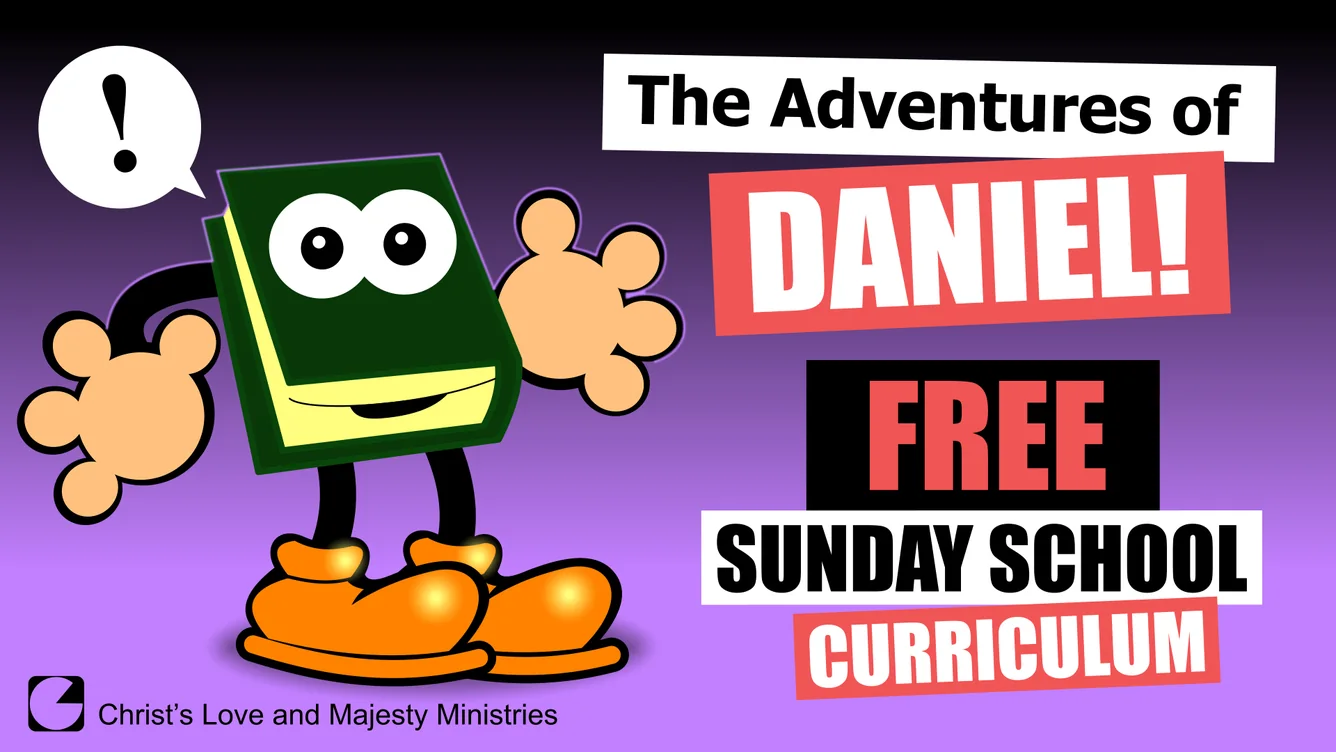 !
The Adventures of
DANIEL!
FREE
SUNDAY SCHOOL
CURRICULUM
Christ's Love and Majesty Ministries